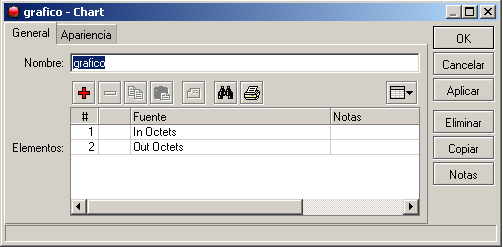 grafico - Chart
General Apariencia
Nombre: grafico
# Fuente Notas
1 In Octets
2 Out Octets
Elementos:
OK
Cancelar
Aplicar
Eliminar
Copiar
Notas